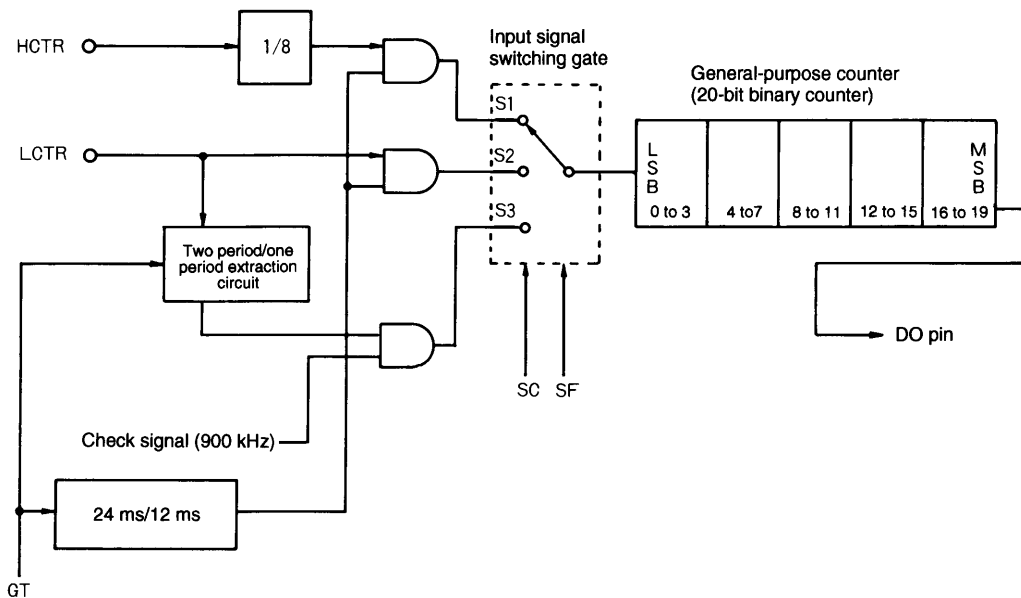 HCTR
1/8
Input signal
switching gate
General-purpose counter
(20-bit binary counter)
S1
LCTR
S2
S3
LSB
MSB
0 to 3
4 to7
8 to 11
12 to 15
16 to 19
Two period/one
period extraction
circuit
DO pin
SC
SF
Check signal (900 kHz)
24 ms/12 ms
GT